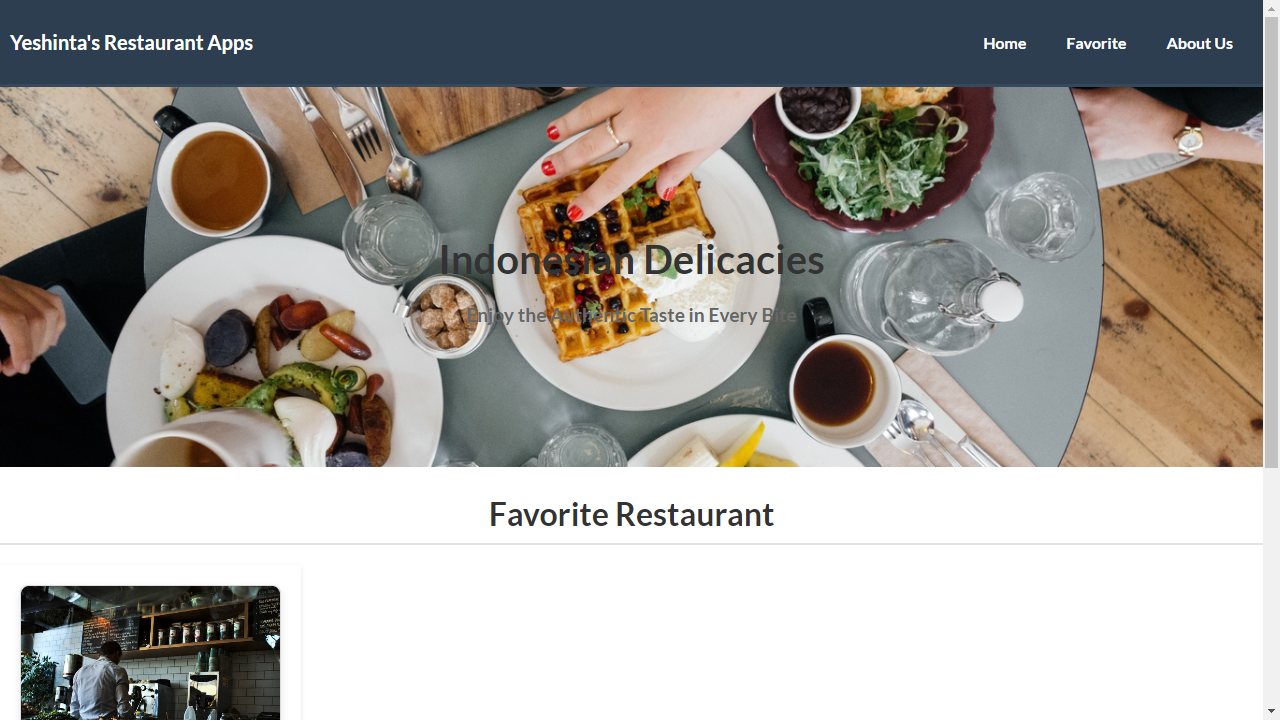 Yeshinta's Restaurant Apps
Home
Favorite
About Us
Indonesian Delicacies
Enjoy the Authentic Taste in Every Bite
Favorite Restaurant